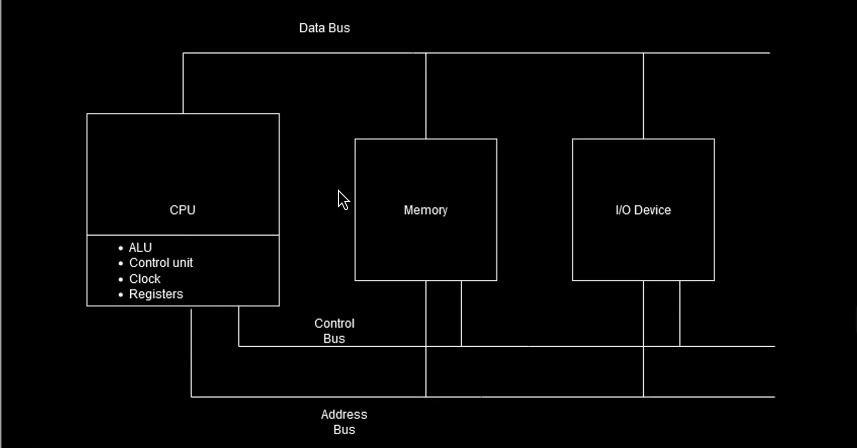 Data Bus
CPU
Memory
I/O Device
• ALU
• Control unit
• Clock
• Registers
Control
Bus
Address
Bus